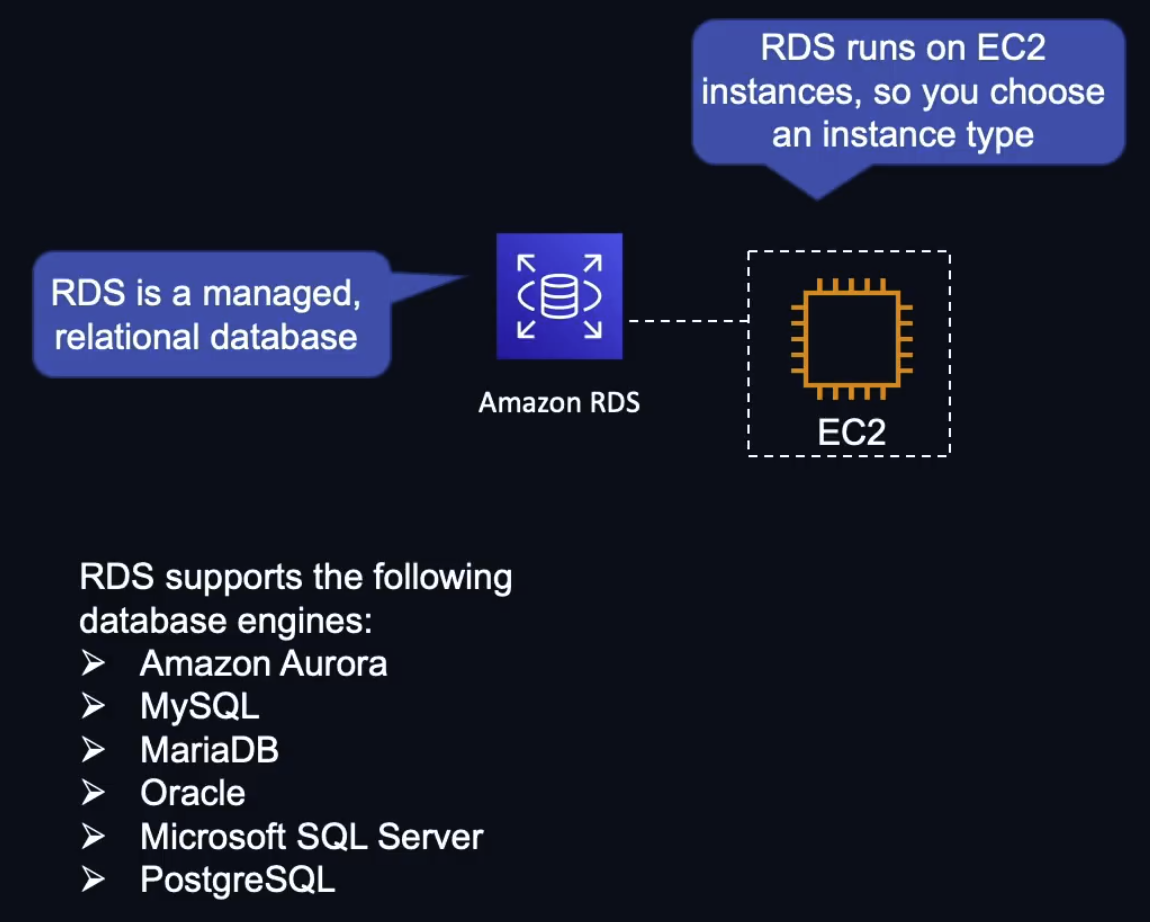 RDS runs on EC2
instances, so you choose
an instance type
RDS is a managed,
relational database
Amazon RDS
EC2
RDS supports the following
database engines:
➢ Amazon Aurora
➢ MySQL
➢ MariaDB
➢ Oracle
➢ Microsoft SQL Server
➢ PostgreSQL